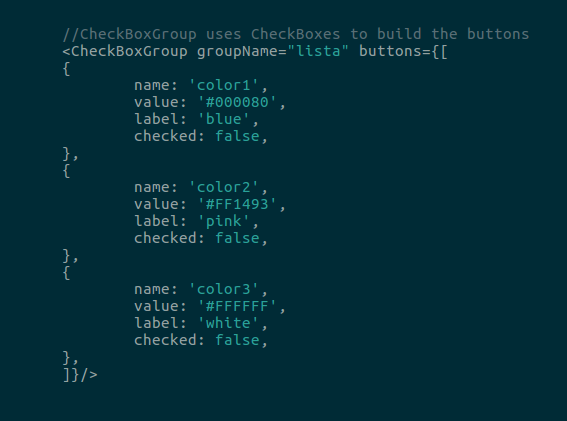 //CheckBoxGroup uses CheckBoxes to build the buttons
<CheckBoxGroup groupName="lista" buttons={[
{
name: 'color1',
value: '#000080',
label: 'blue',
checked: false,
},
{
name: 'color2',
value: '#FF1493',
label: 'pink',
checked: false,
},
{
name: 'color3',
value: '#FFFFFF',
label: 'white',
checked: false,
},
]}/>